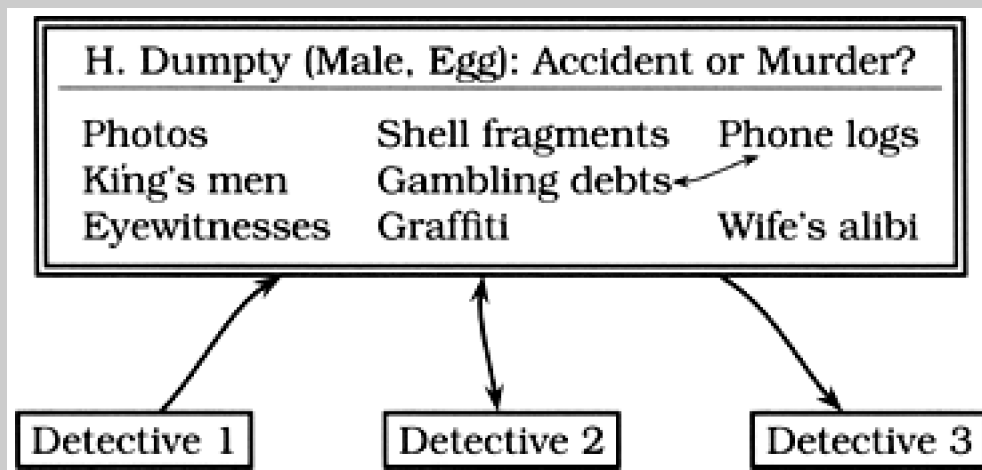 H. Dumpty (Male, Egg): Accident or Murder?
Photos Shell fragments Phone logs
King's men Gambling debts
Eyewitnesses Graffiti Wife's alibi
Detective 1 Detective 2 Detective 3